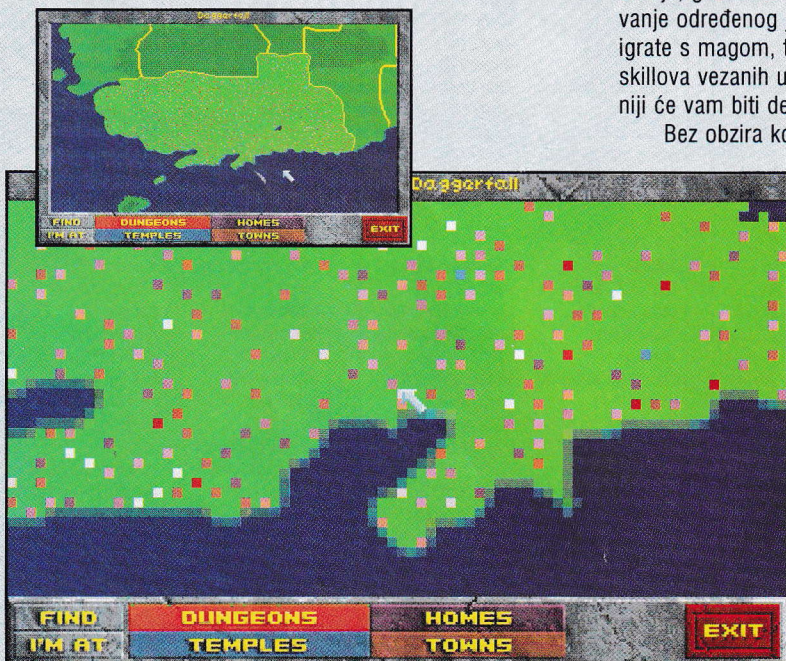 vanje određenog
igrate s magom,
skillova vezanih u
niji će vam biti de
Bez obzira ko
Daggerfall
FIND
DUNGEONS
HOMES
I'M AT
TEMPLES
TOWNS
EXIT
Daggerfall
FIND
DUNGEONS
HOMES
I'M AT
TEMPLES
TOWNS
EXIT